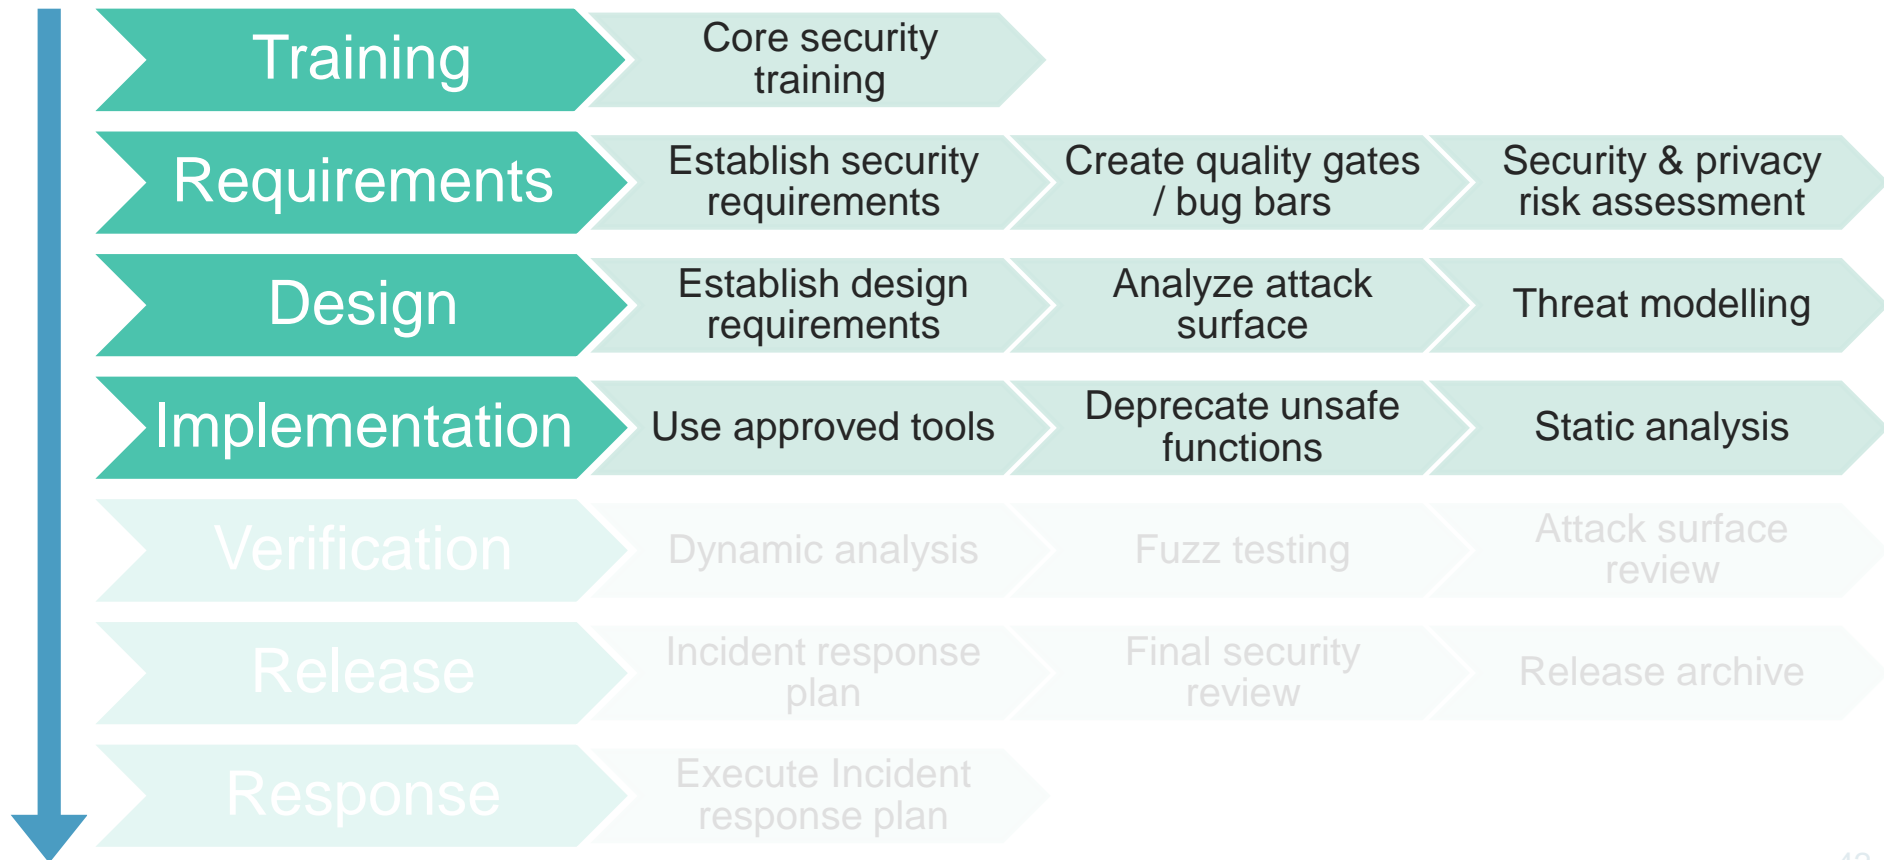 Training
Core security
training
Requirements
Establish security
requirements
Create quality gates
/ bug bars
Security & privacy
risk assessment
Design
Establish design
requirements
Analyze attack
surface
Threat modelling
Implementation
Use approved tools
Deprecate unsafe
functions
Static analysis
Verification
Dynamic analysis
Fuzz testing
Attack surface
review
Release
Incident response
plan
Final security
review
Release archive
Response
Execute Incident
response plan